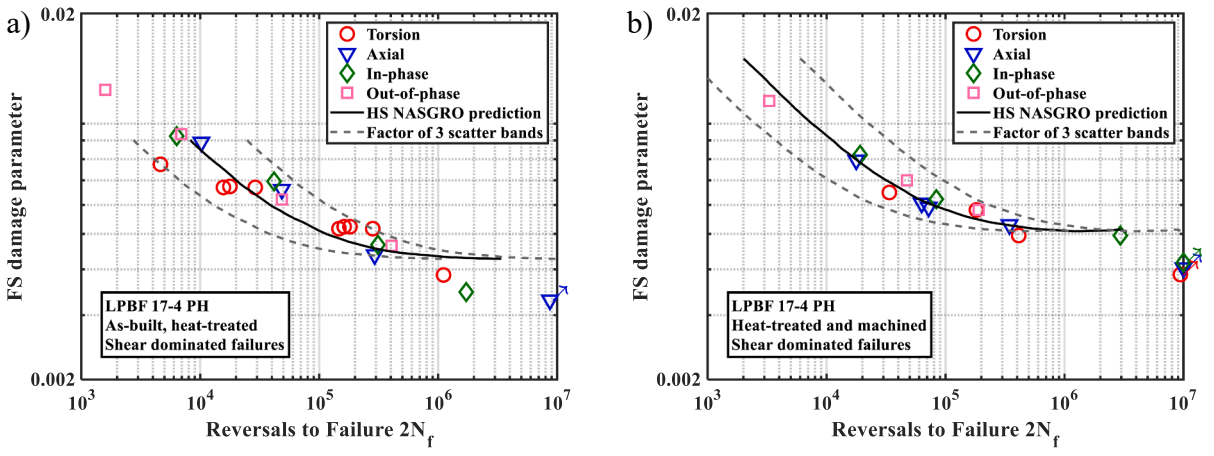 a)
0.02
Torsion
Axial
In-phase
Out-of-phase
HS NASGRO prediction
Factor of 3 scatter bands
FS damage parameter
LPBF 17-4 PH
As-built, heat-treated
Shear dominated failures
0.002
10³ 10⁴ 10⁵ 10⁶ 10⁷
Reversals to Failure 2N_f
b)
0.02
Torsion
Axial
In-phase
Out-of-phase
HS NASGRO prediction
Factor of 3 scatter bands
FS damage parameter
LPBF 17-4 PH
Heat-treated and machined
Shear dominated failures
0.002
10³ 10⁴ 10⁵ 10⁶ 10⁷
Reversals to Failure 2N_f